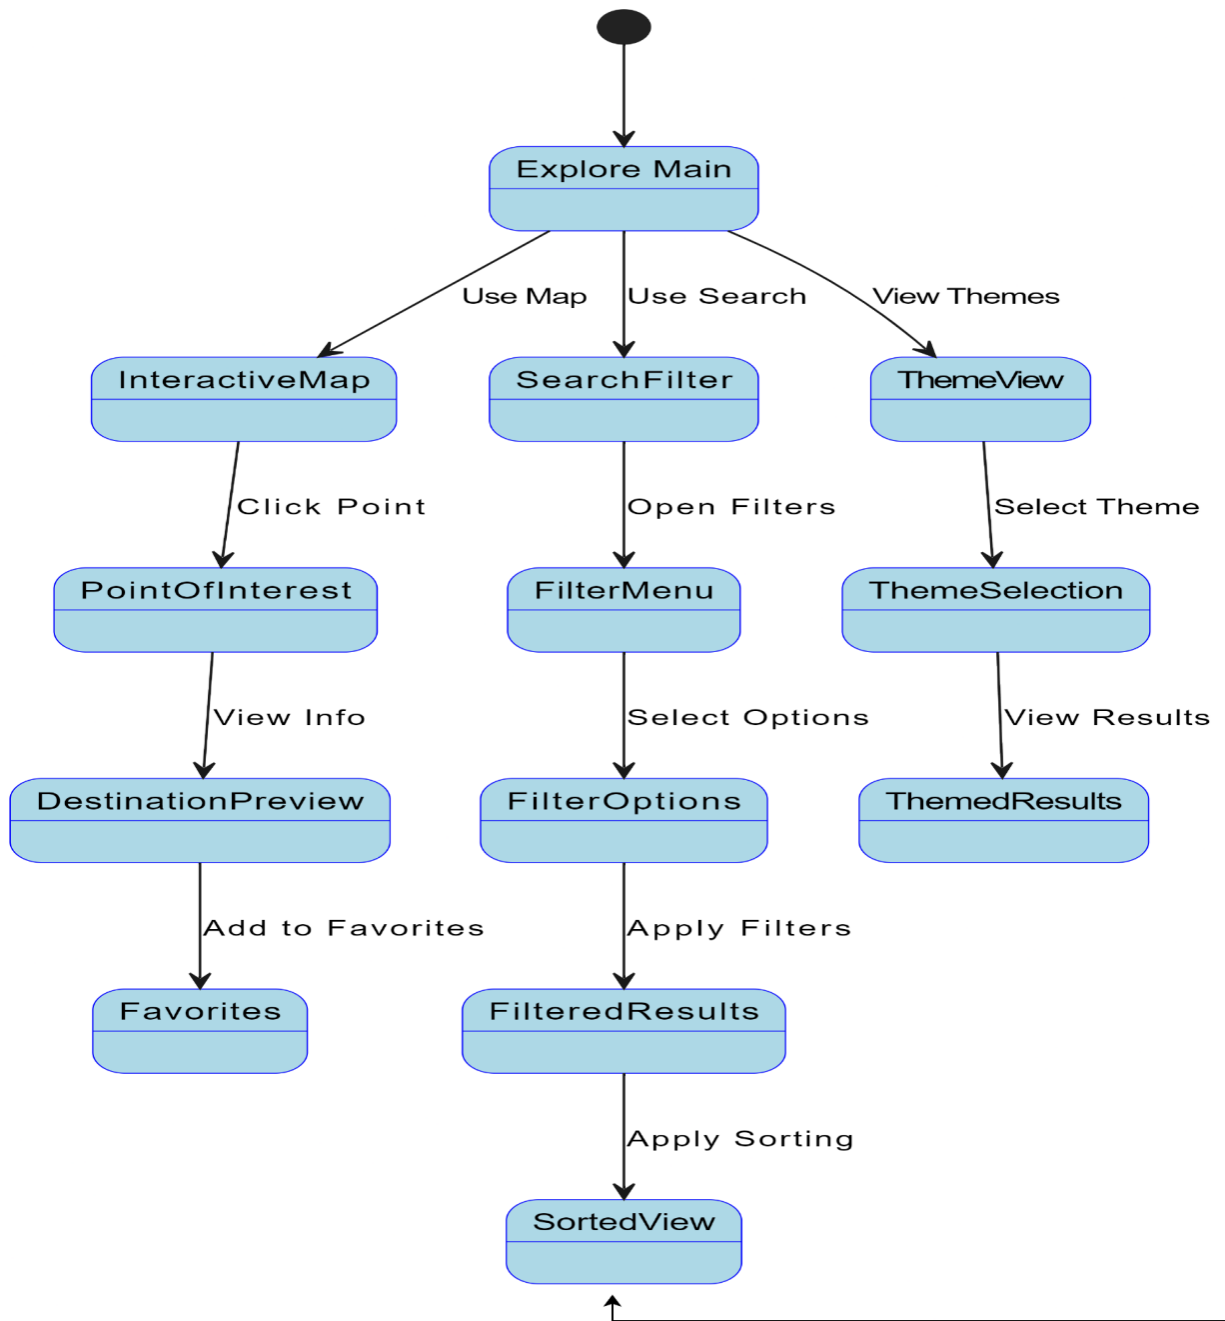 Explore Main
Use Map
Use Search
View Themes
InteractiveMap
SearchFilter
ThemeView
Click Point
Open Filters
Select Theme
PointOfInterest
FilterMenu
ThemeSelection
View Info
Select Options
View Results
DestinationPreview
FilterOptions
ThemedResults
Add to Favorites
Apply Filters
Favorites
FilteredResults
Apply Sorting
SortedView